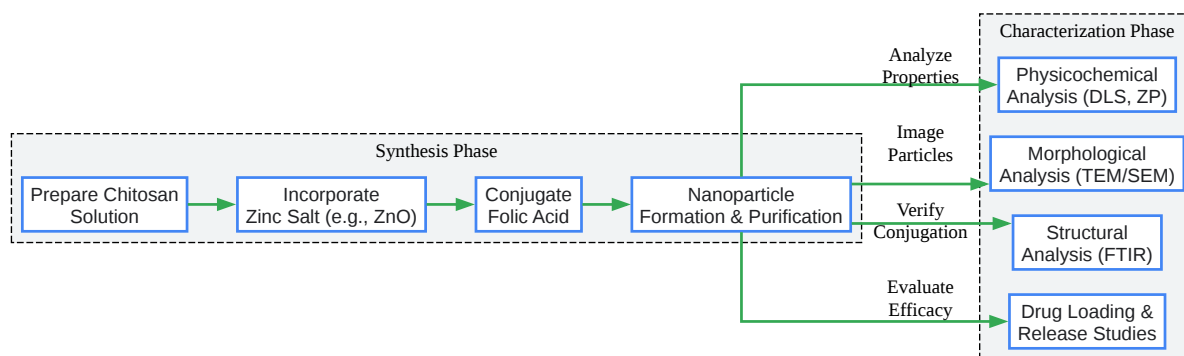 Synthesis Phase
Prepare Chitosan
Solution
Incorporate
Zinc Salt (e.g., ZnO)
Conjugate
Folic Acid
Nanoparticle
Formation & Purification
Analyze
Properties
Image
Particles
Verify
Conjugation
Evaluate
Efficacy
Characterization Phase
Physicochemical
Analysis (DLS, ZP)
Morphological
Analysis (TEM/SEM)
Structural
Analysis (FTIR)
Drug Loading &
Release Studies